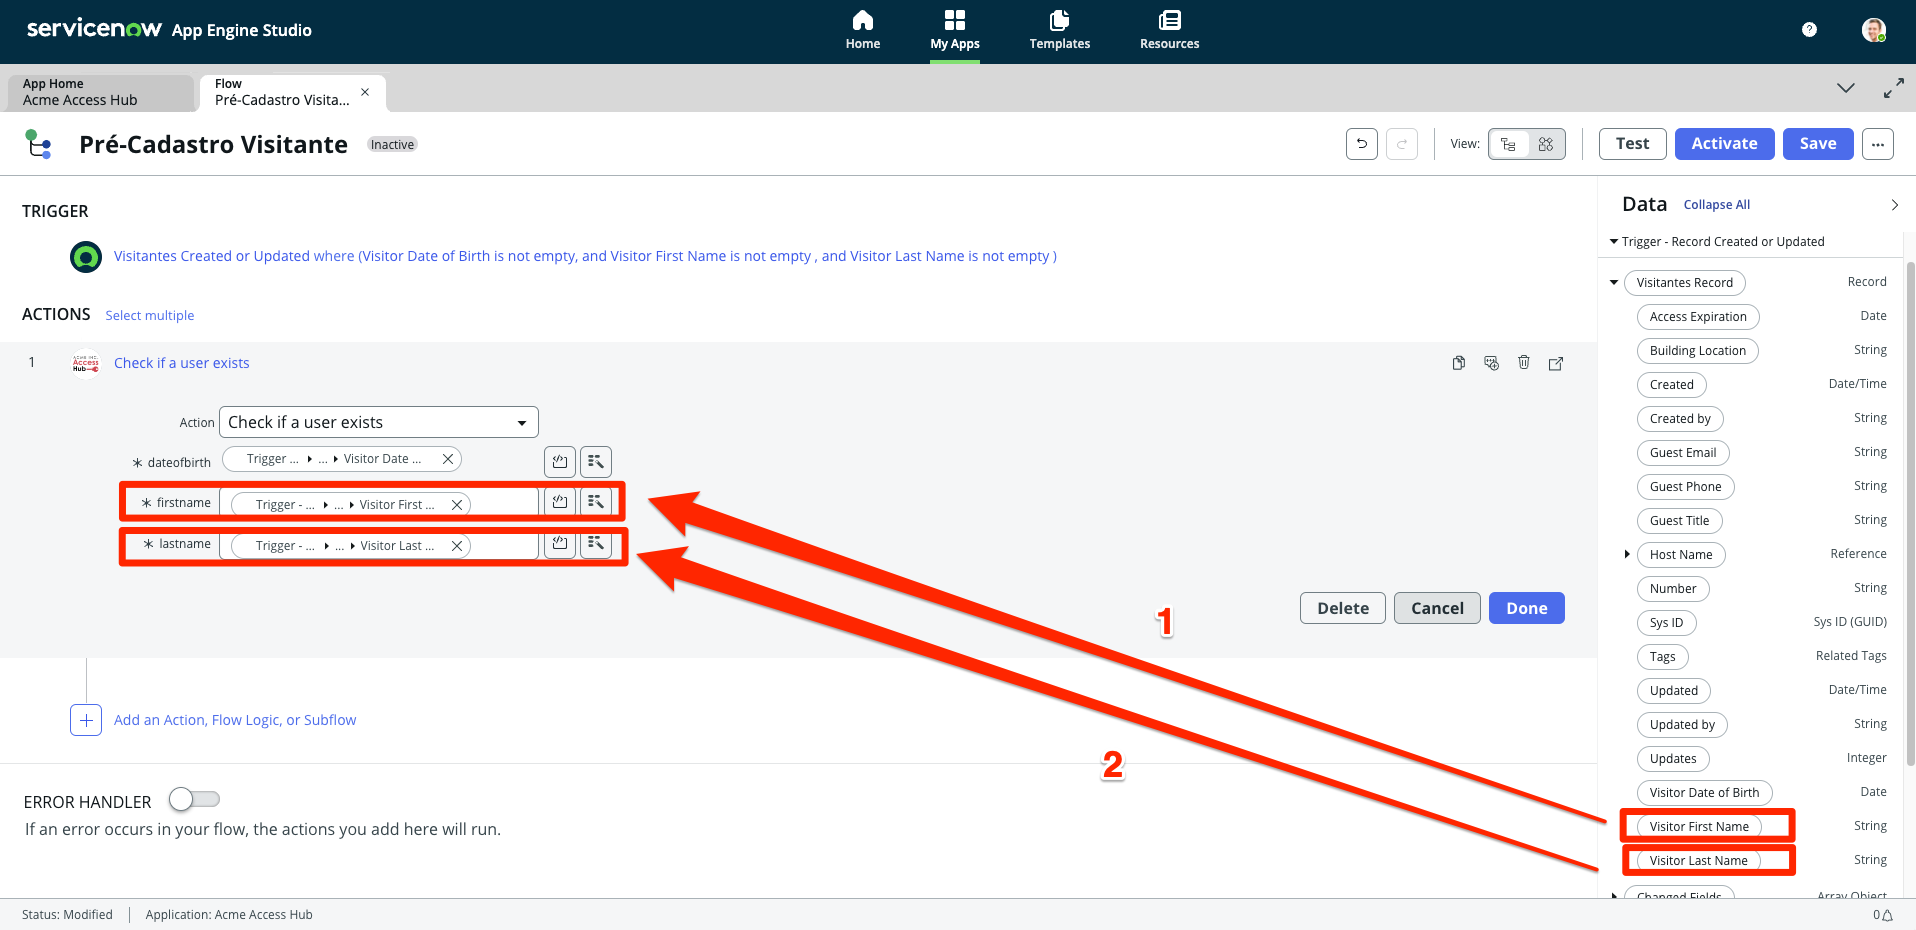 servicenow App Engine Studio
Home
My Apps
Templates
Resources
App Home
Acme Access Hub
Flow
Pré-Cadastro Visita...
Pré-Cadastro Visitante
Inactive
View:
Test
Activate
Save
TRIGGER
Visitantes Created or Updated where (Visitor Date of Birth is not empty, and Visitor First Name is not empty , and Visitor Last Name is not empty )
ACTIONS
Select multiple
1
ACME INC.
Access
Hub
Check if a user exists
Action
Check if a user exists
* dateofbirth
Trigger ... ▸ ... ▸ Visitor Date ...
* firstname
Trigger - ... ▸ ... ▸ Visitor First ...
* lastname
Trigger - ... ▸ ... ▸ Visitor Last ...
Delete
Cancel
Done
1
2
Add an Action, Flow Logic, or Subflow
ERROR HANDLER
If an error occurs in your flow, the actions you add here will run.
Data
Collapse All
Trigger - Record Created or Updated
Visitantes Record Record
Access Expiration Date
Building Location String
Created Date/Time
Created by String
Guest Email String
Guest Phone String
Guest Title String
Host Name Reference
Number String
Sys ID Sys ID (GUID)
Tags Related Tags
Updated Date/Time
Updated by String
Updates Integer
Visitor Date of Birth Date
Visitor First Name String
Visitor Last Name String
Changed Fields Array.Object
Status: Modified
Application: Acme Access Hub
0